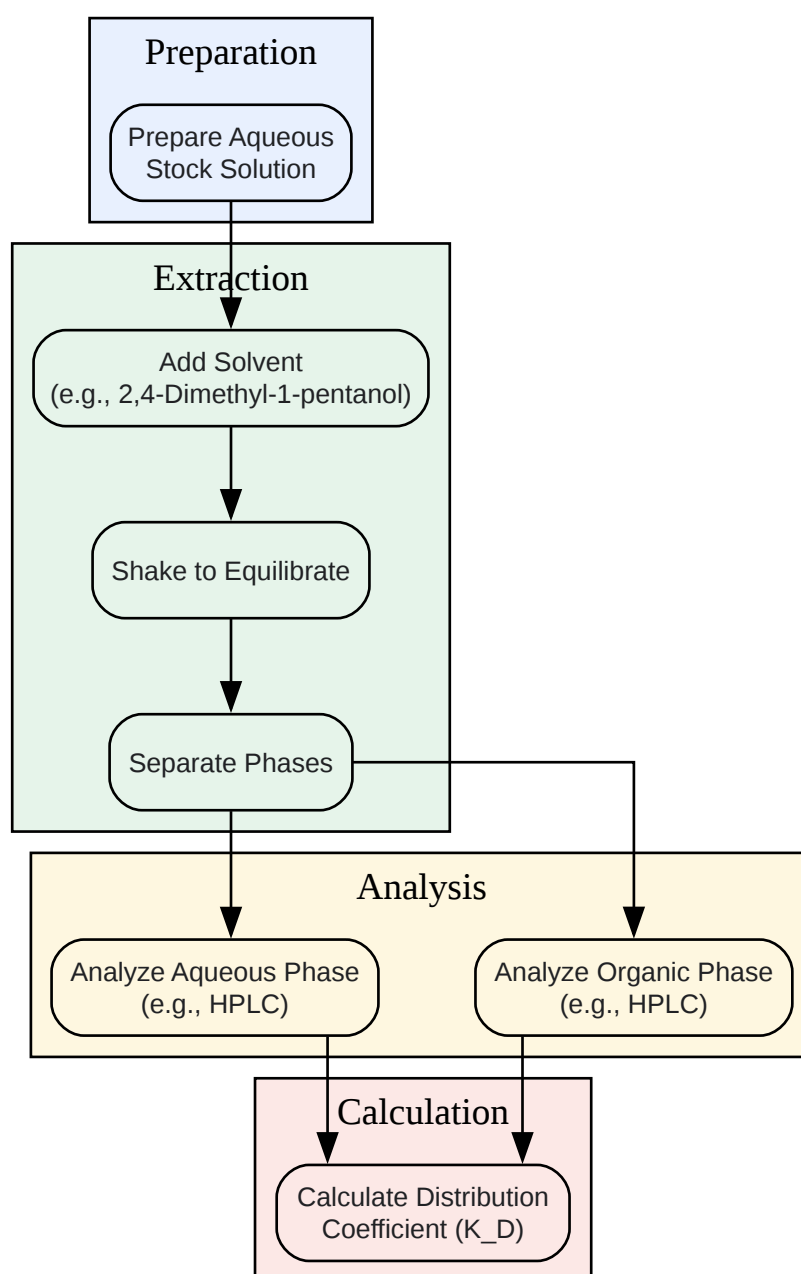 Preparation
Prepare Aqueous
Stock Solution
Extraction
Add Solvent
(e.g., 2,4-Dimethyl-1-pentanol)
Shake to Equilibrate
Separate Phases
Analysis
Analyze Aqueous Phase
(e.g., HPLC)
Analyze Organic Phase
(e.g., HPLC)
Calculation
Calculate Distribution
Coefficient (K_D)